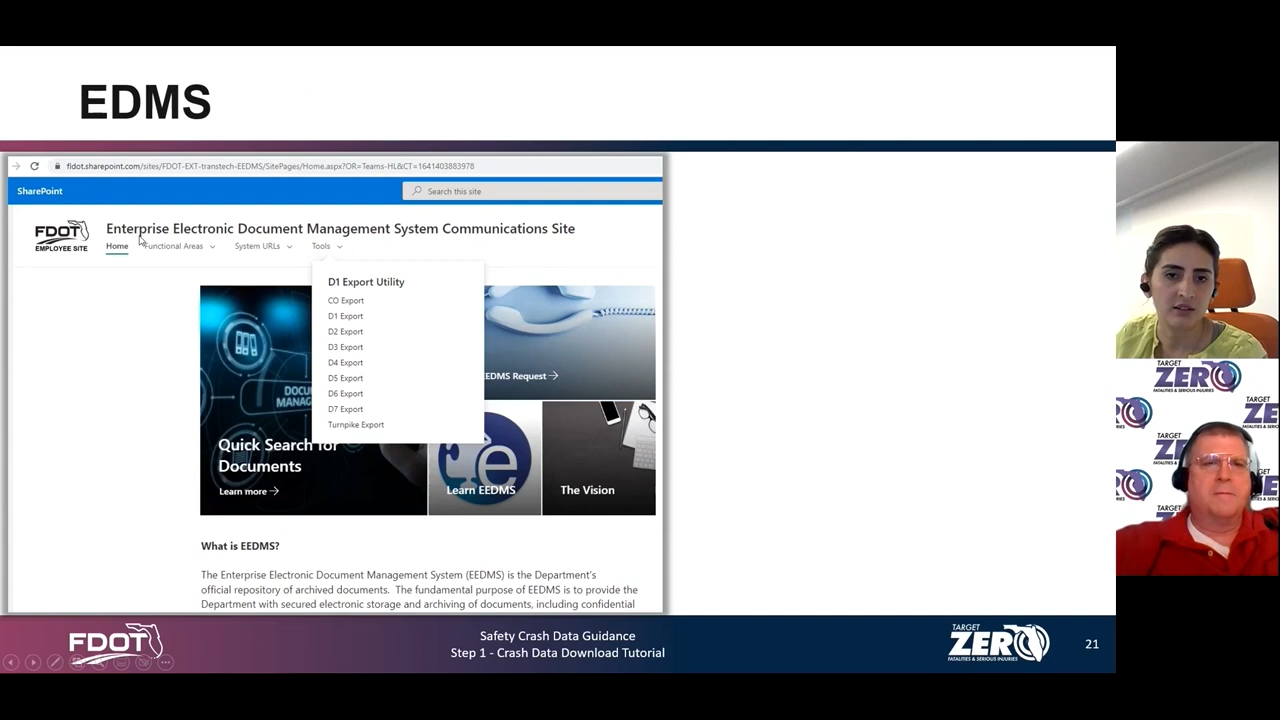 EDMS
fldot.sharepoint.com/sites/FDOT-EXT-transtech-EEDMS/SitePages/Home.aspx?OR=Teams-HL&CT=1641403883978
SharePoint
Search this site
FDOT
EMPLOYEE SITE
Enterprise Electronic Document Management System Communications Site
Home
Functional Areas
System URLs
Tools
D1 Export Utility
CO Export
D1 Export
D2 Export
D3 Export
D4 Export
D5 Export
D6 Export
D7 Export
Turnpike Export
Quick Search for
Documents
Learn more
EEDMS Request
Learn EEDMS
The Vision
What is EEDMS?
The Enterprise Electronic Document Management System (EEDMS) is the Department's
official repository of archived documents. The fundamental purpose of EEDMS is to provide the
Department with secured electronic storage and archiving of documents, including confidential
FDOT
Safety Crash Data Guidance
Step 1 - Crash Data Download Tutorial
TARGET
ZERO
FATALITIES & SERIOUS INJURIES
21
TARGET
ZERO
FATALITIES & SERIOUS INJURIES